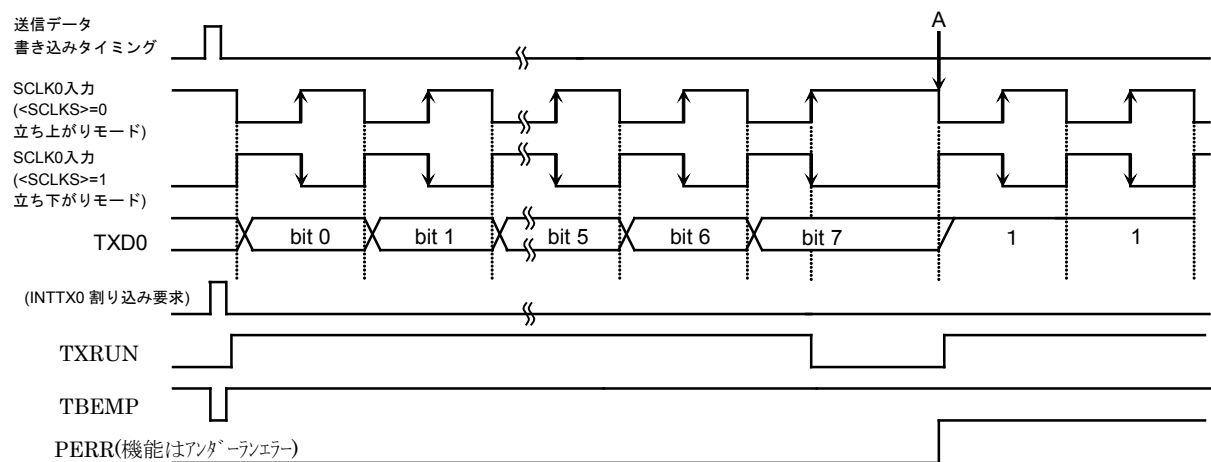 送信データ
書き込みタイミング
A
SCLK0入力
(<SCLKS>=0
立ち上がりモード)
SCLK0入力
(<SCLKS>=1
立ち下がりモード)
TXD0 bit 0 bit 1 bit 5 bit 6 bit 7 1 1
(INTTX0 割り込み要求)
TXRUN
TBEMP
PERR(機能はアンダーランエラー)